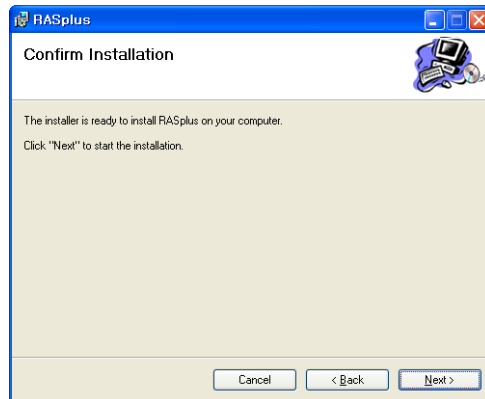 RASplus
Confirm Installation
The installer is ready to install RASplus on your computer.
Click "Next" to start the installation.
Cancel
< Back
Next >